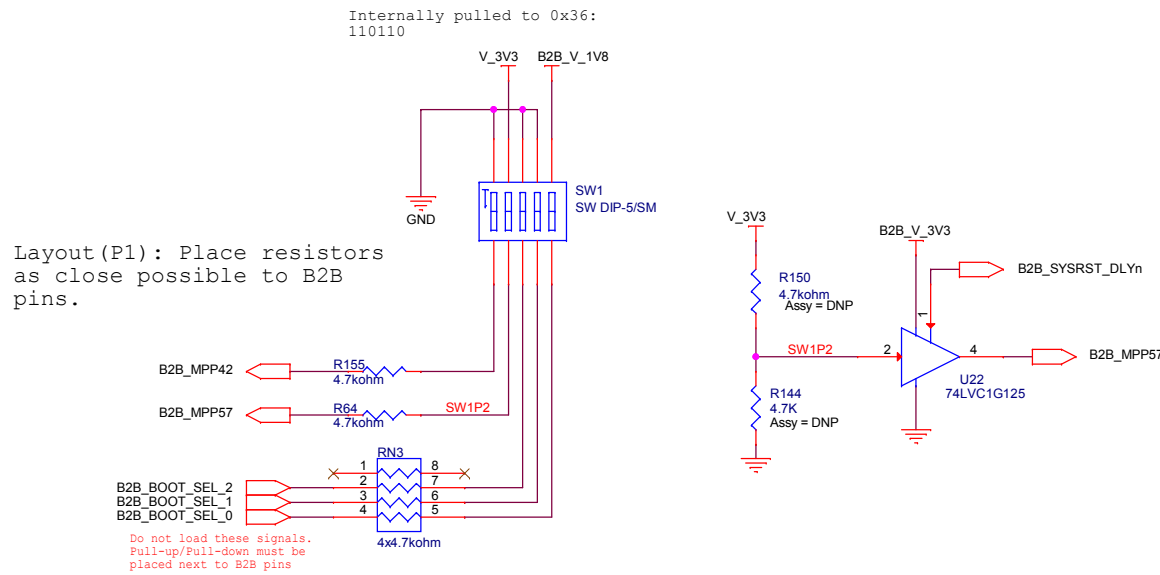 Internally pulled to 0x36:
110110
V_3V3
B2B_V_1V8
SW1
SW DIP-5/SM
GND
Layout(P1): Place resistors
as close possible to B2B
pins.
B2B_MPP42
R155
4.7kohm
B2B_MPP57
R64
4.7kohm
SW1P2
RN3
1
8
2
7
3
6
4
5
B2B_BOOT_SEL_2
B2B_BOOT_SEL_1
B2B_BOOT_SEL_0
4x4.7kohm
Do not load these signals.
Pull-up/Pull-down must be
placed next to B2B pins
V_3V3
R150
4.7kohm
Assy = DNP
SW1P2
R144
4.7K
Assy = DNP
B2B_V_3V3
B2B_SYSRST_DLYn
1
2
4
B2B_MPP57
U22
74LVC1G125